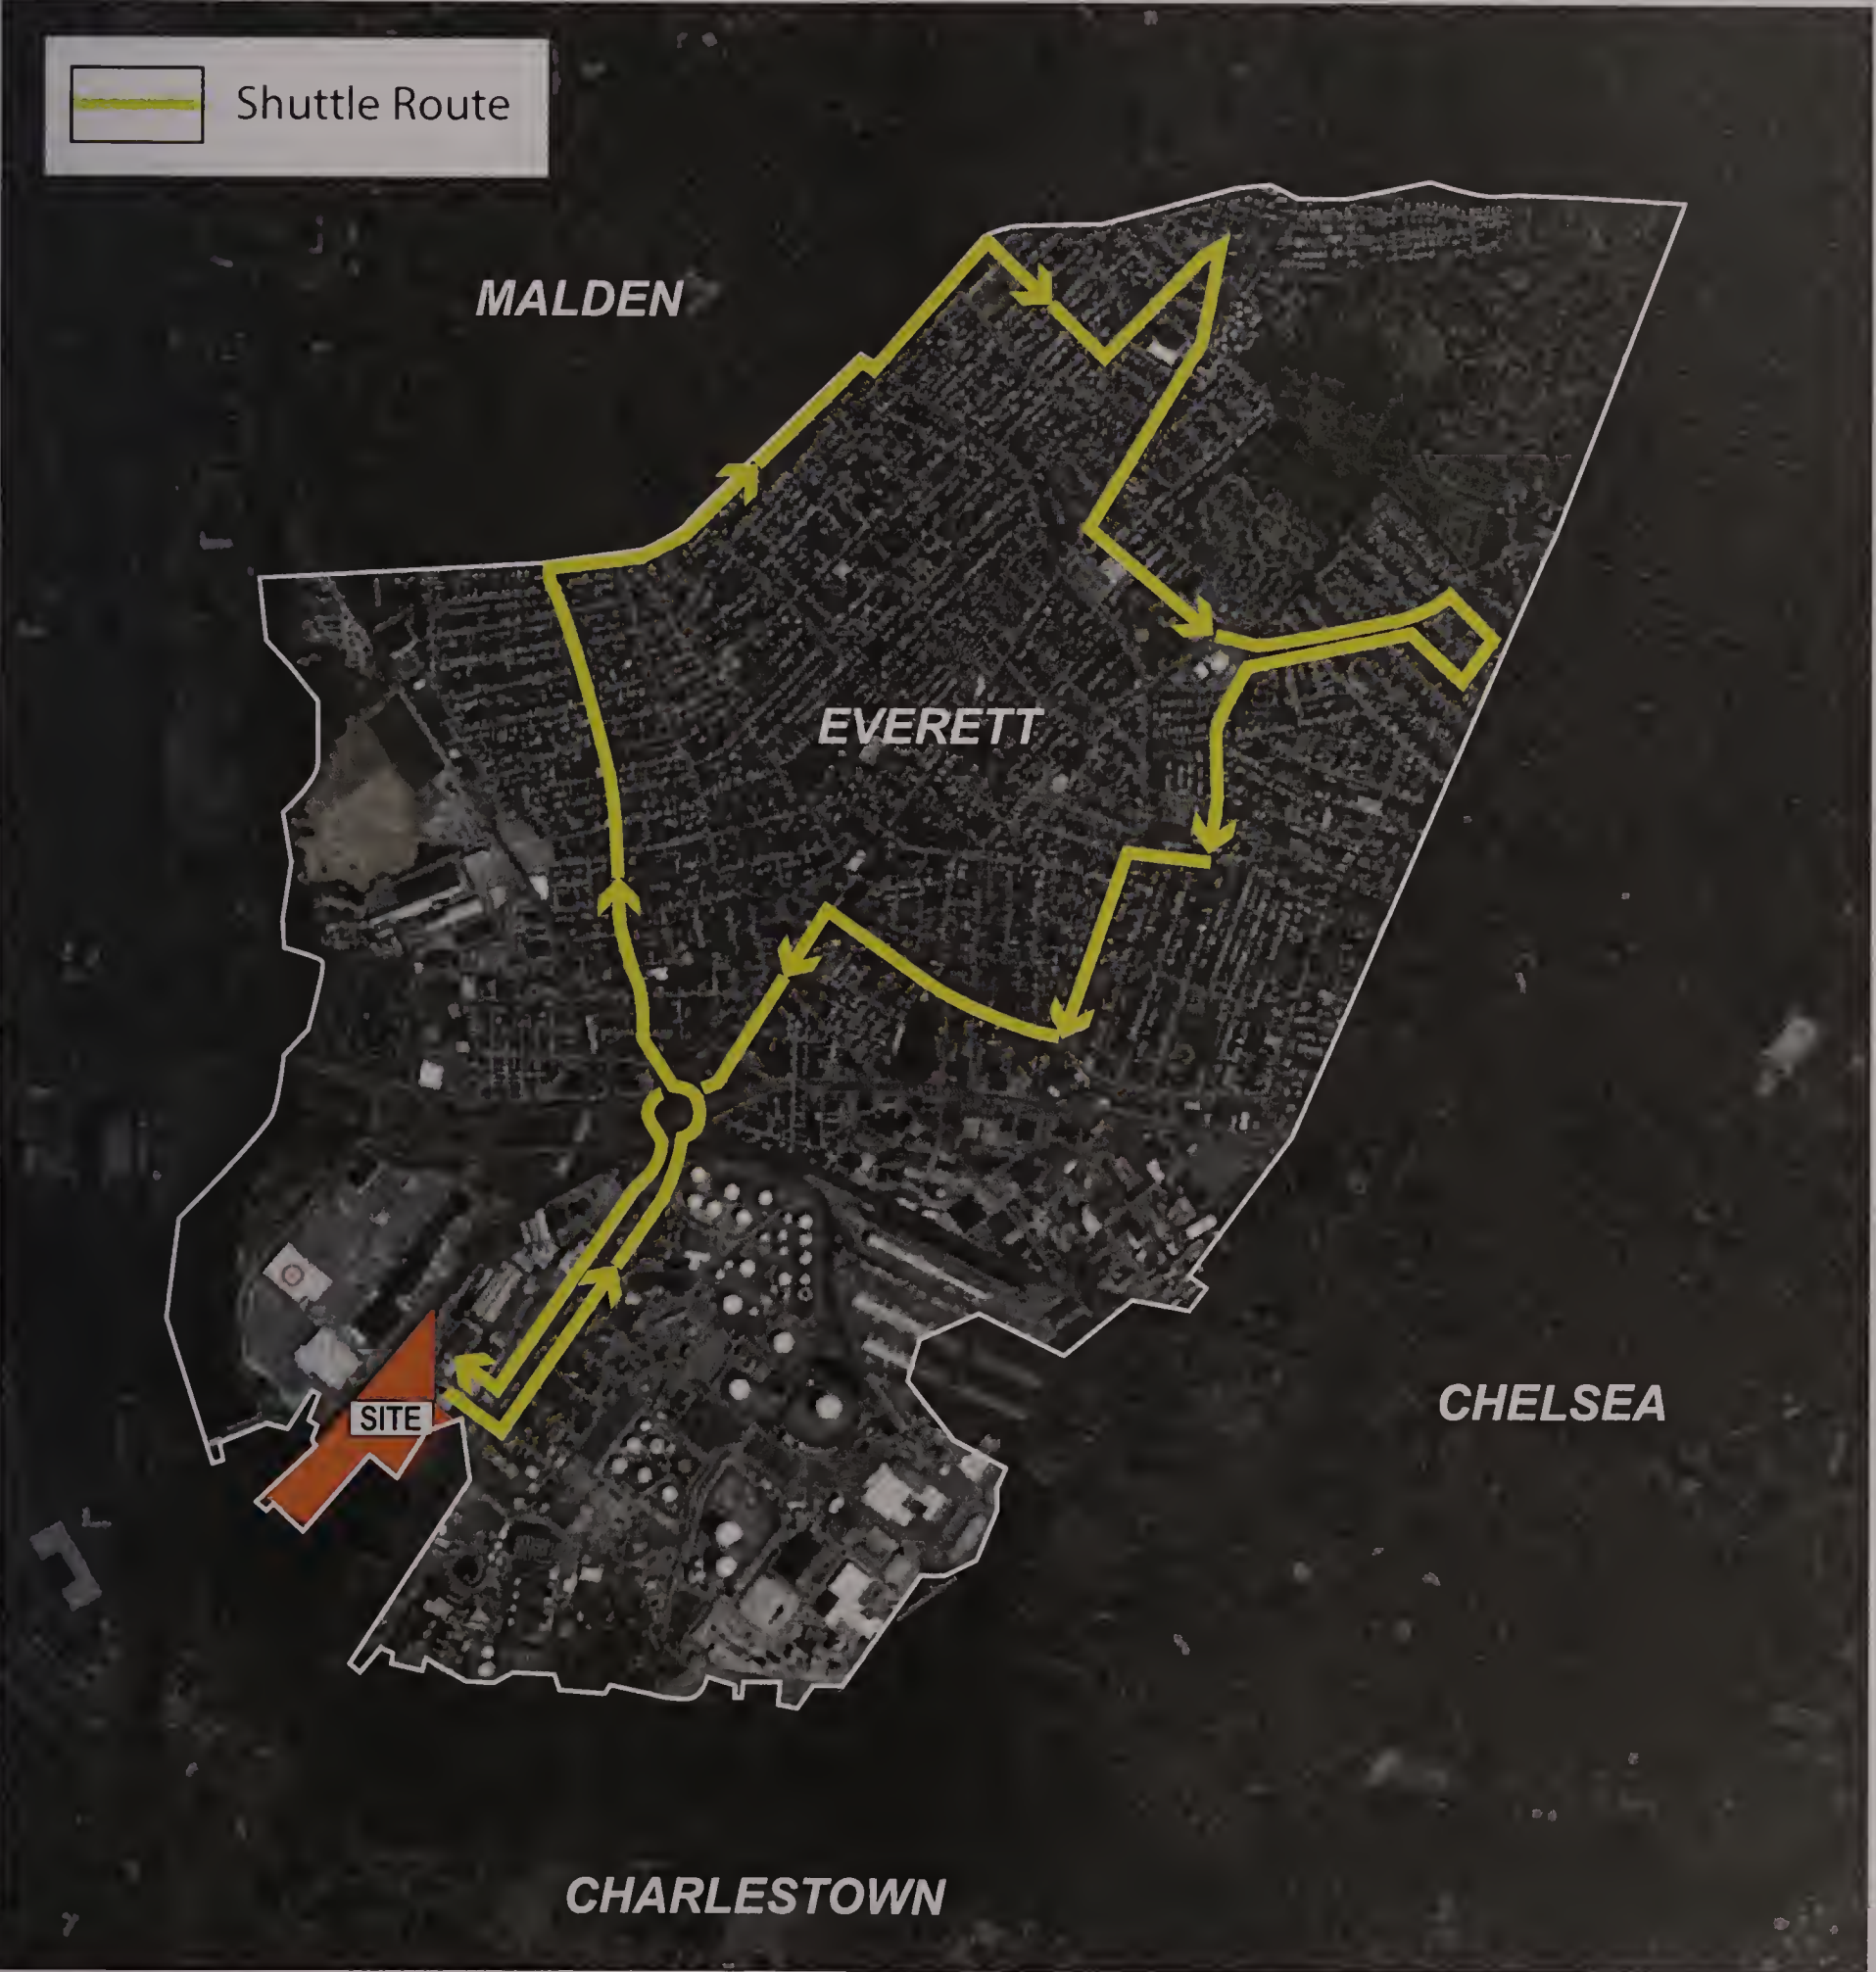 Shuttle Route
MALDEN
EVERETT
SITE
CHELSEA
CHARLESTOWN